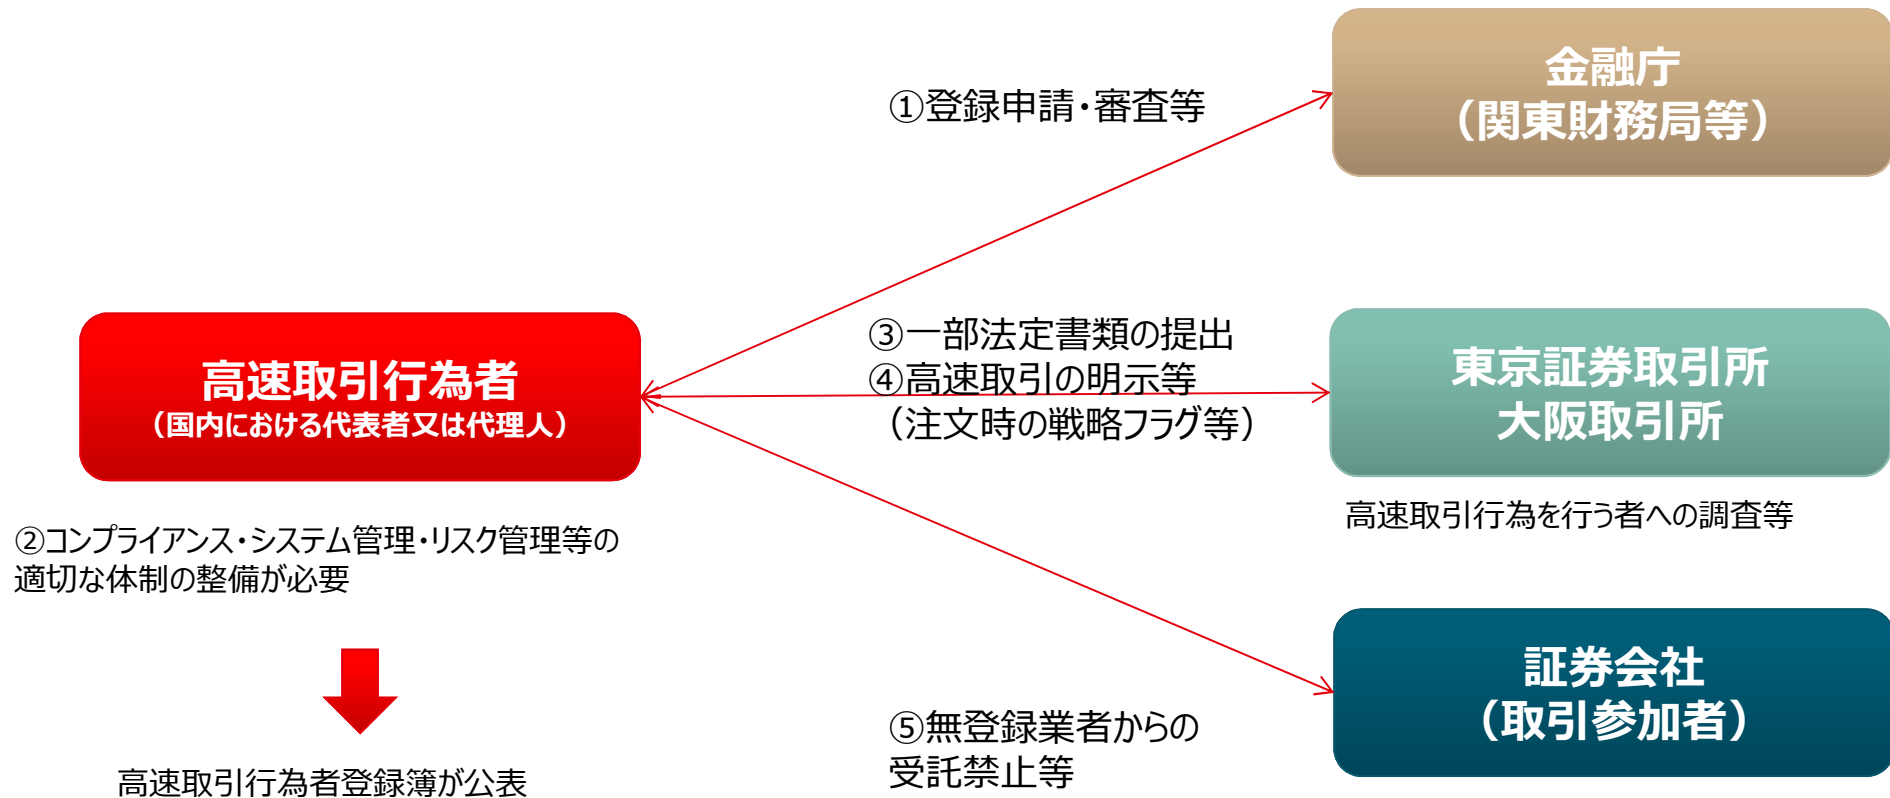 金融庁
（関東財務局等）
①登録申請・審査等
高速取引行為者
（国内における代表者又は代理人）
③一部法定書類の提出
④高速取引の明示等
（注文時の戦略フラグ等）
東京証券取引所
大阪取引所
高速取引行為を行う者への調査等
②コンプライアンス・システム管理・リスク管理等の
適切な体制の整備が必要
高速取引行為者登録簿が公表
⑤無登録業者からの
受託禁止等
証券会社
（取引参加者）